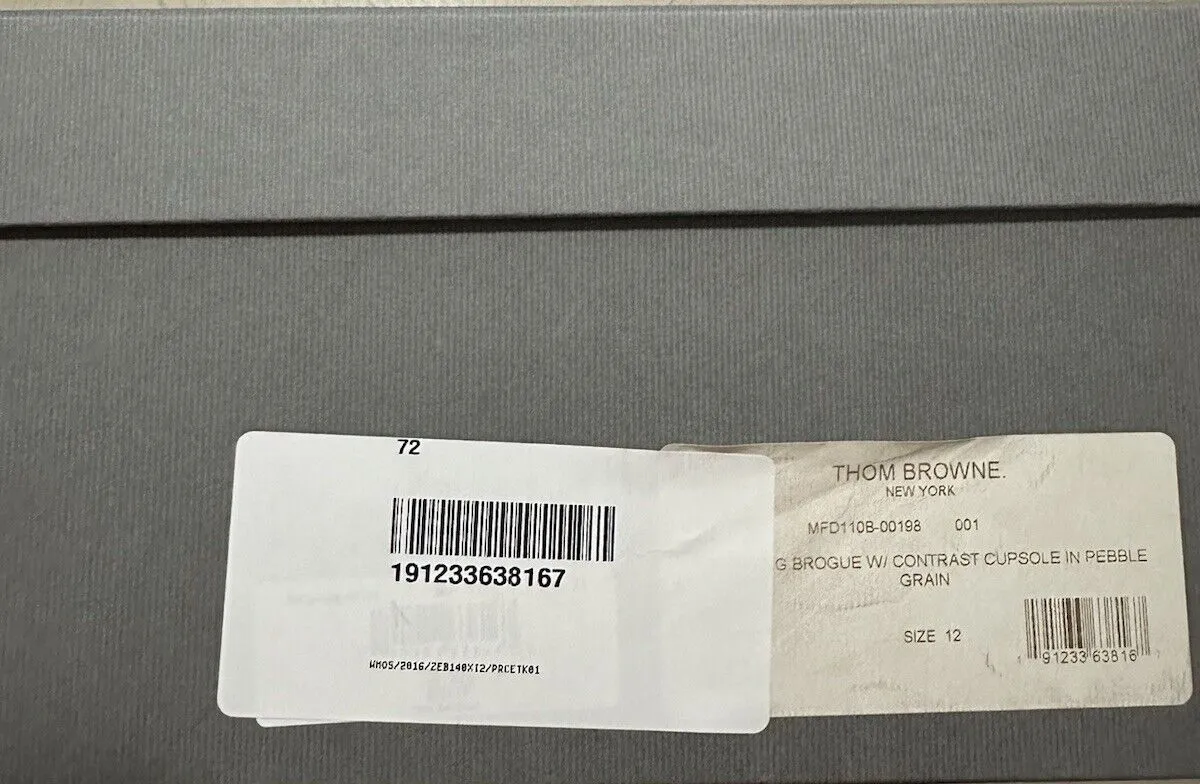 72
191233638167
WMOS/2016/ZEB140XI2/PRCETK01
THOM BROWNE.
NEW YORK
MFD110B-00198 001
G BROGUE W/ CONTRAST CUPSOLE IN PEBBLE
GRAIN
SIZE 12
91233 63816